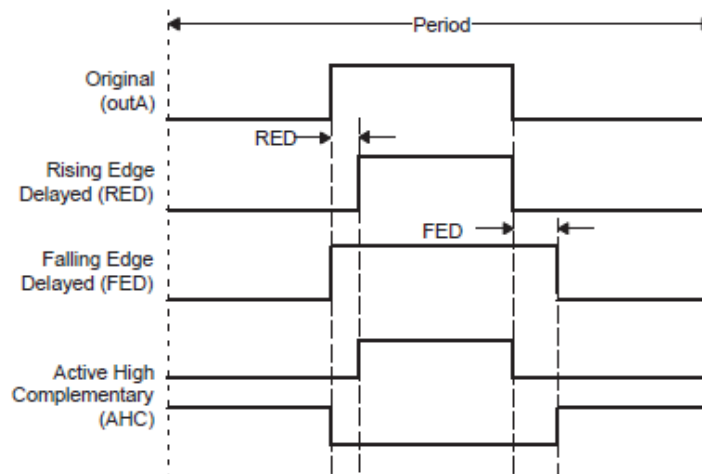 Period
Original
(outA)
RED
Rising Edge
Delayed (RED)
FED
Falling Edge
Delayed (FED)
Active High
Complementary
(AHC)